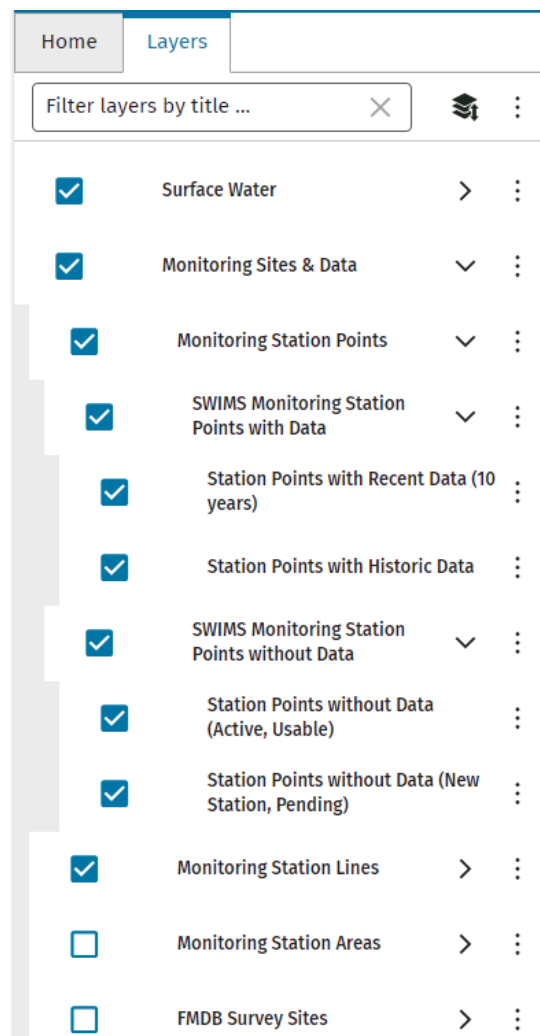 Home
Layers
Filter layers by title ...
Surface Water
Monitoring Sites & Data
Monitoring Station Points
SWIMS Monitoring Station
Points with Data
Station Points with Recent Data (10
years)
Station Points with Historic Data
SWIMS Monitoring Station
Points without Data
Station Points without Data
(Active, Usable)
Station Points without Data (New
Station, Pending)
Monitoring Station Lines
Monitoring Station Areas
FMDB Survey Sites